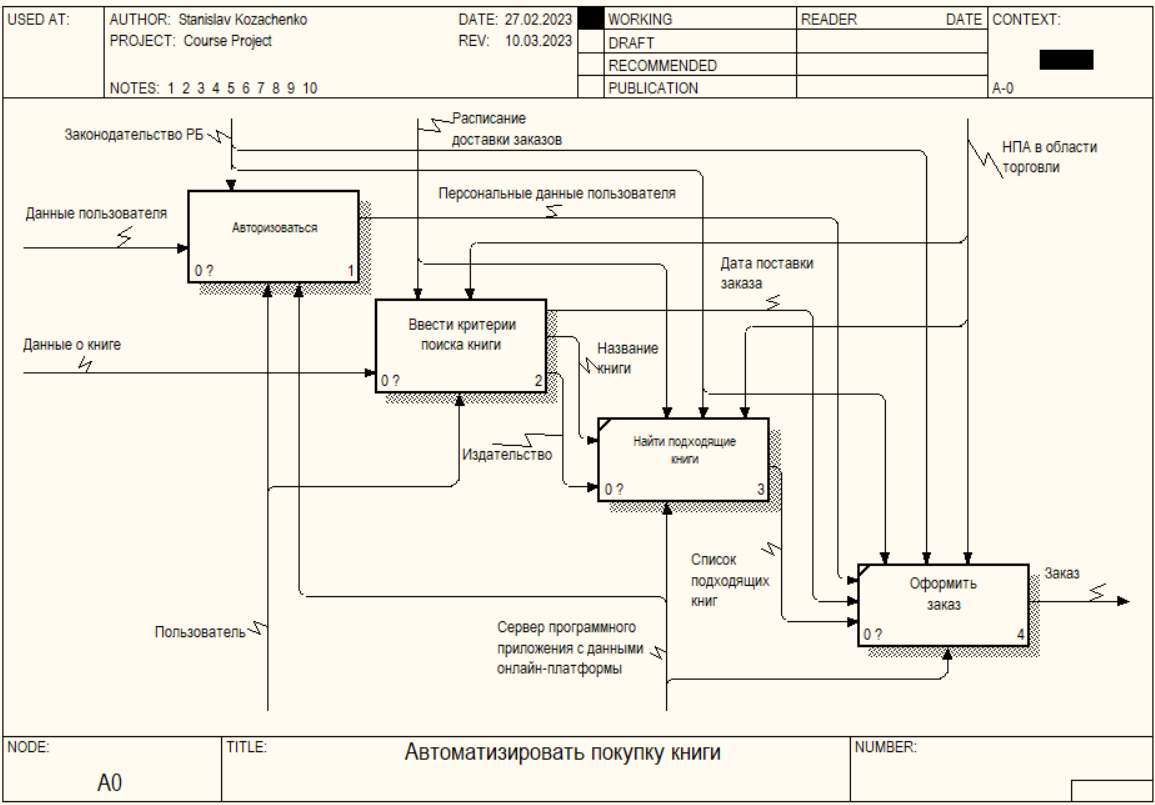 USED AT:
AUTHOR: Stanislav Kozachenko
DATE: 27.02.2023
WORKING
READER
DATE
CONTEXT:
PROJECT: Course Project
REV: 10.03.2023
DRAFT
RECOMMENDED
NOTES: 1 2 3 4 5 6 7 8 9 10
PUBLICATION
A-0
Законодательство РБ
Расписание
доставки заказов
НПА в области
торговли
Данные пользователя
Авторизоваться
0 ?
1
Персональные данные пользователя
Дата поставки
заказа
Данные о книге
Ввести критерии
поиска книги
0 ?
2
Название
книги
Издательство
Найти подходящие
книги
0 ?
3
Список
подходящих
книг
Оформить
заказ
0 ?
4
Заказ
Пользователь
Сервер программного
приложения с данными
онлайн-платформы
NODE:
A0
TITLE:
Автоматизировать покупку книги
NUMBER: